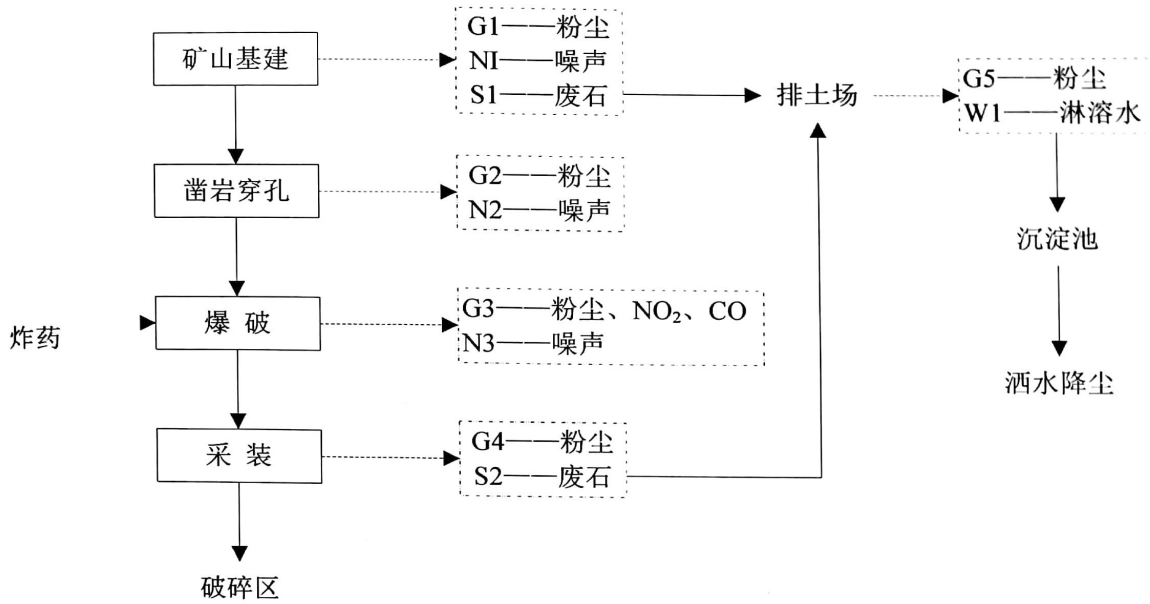 矿山基建
G1——粉尘
NI——噪声
S1——废石
排土场
G5——粉尘
W1——淋溶水
凿岩穿孔
G2——粉尘
N2——噪声
沉淀池
炸药
爆 破
G3——粉尘、NO₂、CO
N3——噪声
洒水降尘
采 装
G4——粉尘
S2——废石
破碎区